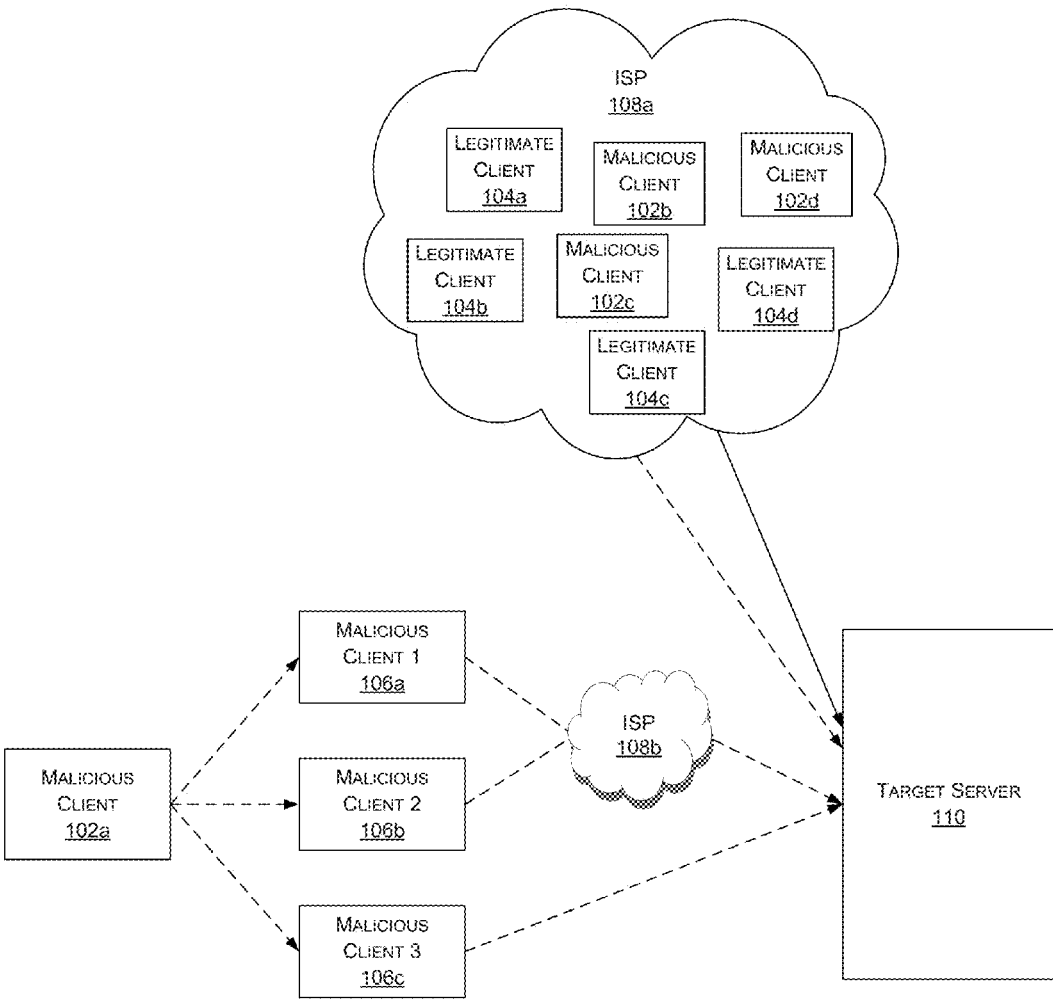 ISP
108a
LEGITIMATE
CLIENT
104a
MALICIOUS
CLIENT
102b
MALICIOUS
CLIENT
102d
LEGITIMATE
CLIENT
104b
MALICIOUS
CLIENT
102c
LEGITIMATE
CLIENT
104d
LEGITIMATE
CLIENT
104c
MALICIOUS
CLIENT 1
106a
ISP
108b
MALICIOUS
CLIENT
102a
MALICIOUS
CLIENT 2
106b
TARGET SERVER
110
MALICIOUS
CLIENT 3
106c